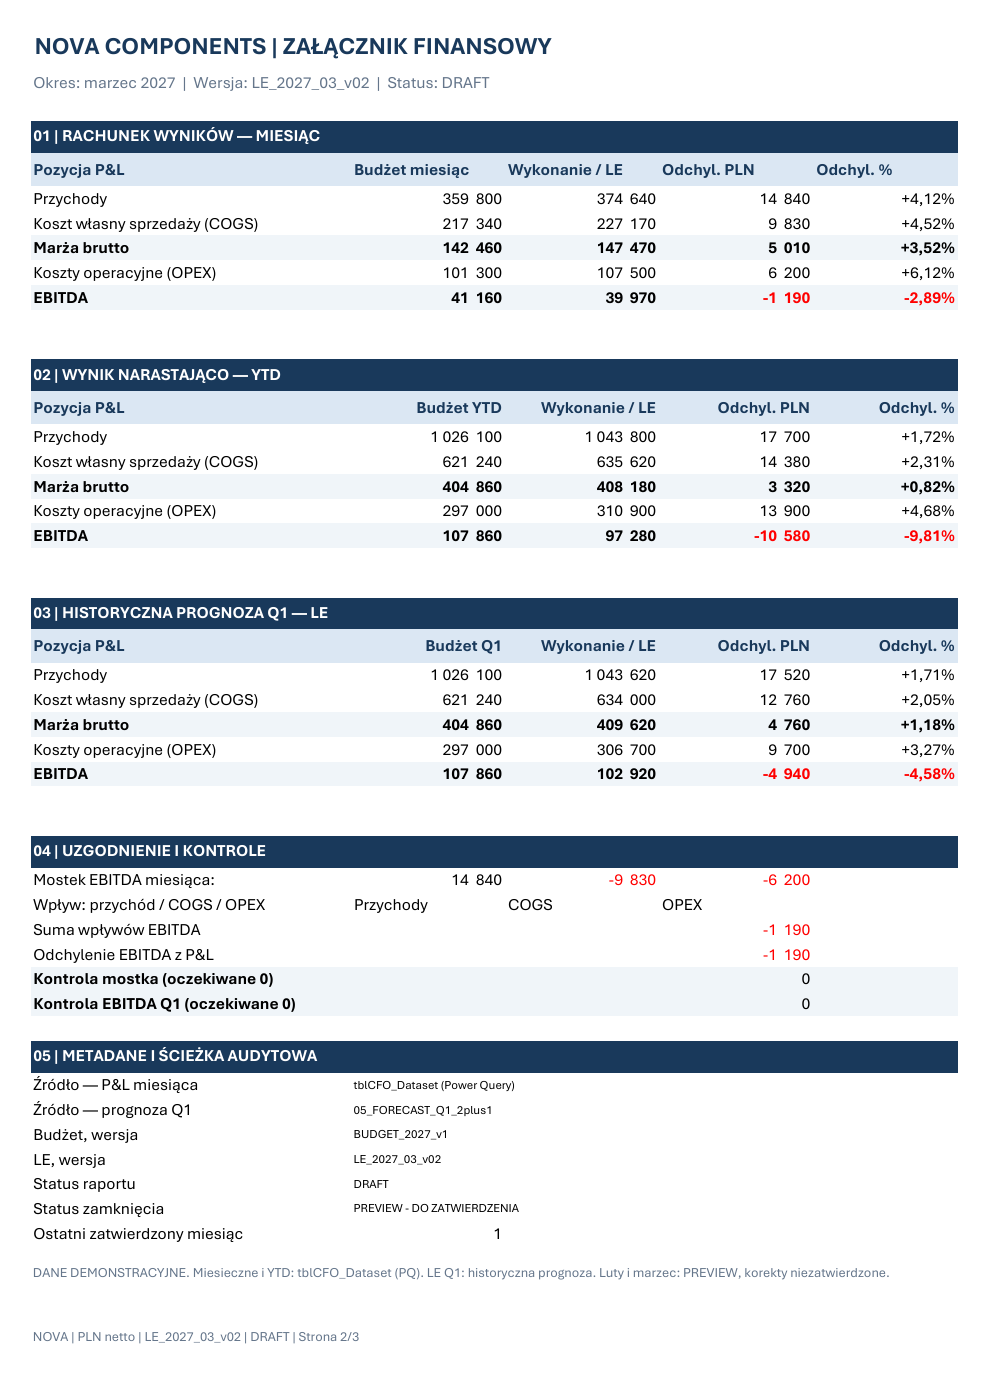 NOVA COMPONENTS | ZAŁĄCZNIK FINANSOWY
Okres: marzec 2027 | Wersja: LE_2027_03_v02 | Status: DRAFT
01 | RACHUNEK WYNIKÓW — MIESIĄC
Pozycja P&L Budżet miesiąc Wykonanie / LE Odchyl. PLN Odchyl. %
Przychody 359 800 374 640 14 840 +4,12%
Koszt własny sprzedaży (COGS) 217 340 227 170 9 830 +4,52%
Marża brutto 142 460 147 470 5 010 +3,52%
Koszty operacyjne (OPEX) 101 300 107 500 6 200 +6,12%
EBITDA 41 160 39 970 -1 190 -2,89%
02 | WYNIK NARASTAJĄCO — YTD
Pozycja P&L Budżet YTD Wykonanie / LE Odchyl. PLN Odchyl. %
Przychody 1 026 100 1 043 800 17 700 +1,72%
Koszt własny sprzedaży (COGS) 621 240 635 620 14 380 +2,31%
Marża brutto 404 860 408 180 3 320 +0,82%
Koszty operacyjne (OPEX) 297 000 310 900 13 900 +4,68%
EBITDA 107 860 97 280 -10 580 -9,81%
03 | HISTORYCZNA PROGNOZA Q1 — LE
Pozycja P&L Budżet Q1 Wykonanie / LE Odchyl. PLN Odchyl. %
Przychody 1 026 100 1 043 620 17 520 +1,71%
Koszt własny sprzedaży (COGS) 621 240 634 000 12 760 +2,05%
Marża brutto 404 860 409 620 4 760 +1,18%
Koszty operacyjne (OPEX) 297 000 306 700 9 700 +3,27%
EBITDA 107 860 102 920 -4 940 -4,58%
04 | UZGODNIENIE I KONTROLE
Mostek EBITDA miesiąca: 14 840 -9 830 -6 200
Wpływ: przychód / COGS / OPEX Przychody COGS OPEX
Suma wpływów EBITDA -1 190
Odchylenie EBITDA z P&L -1 190
Kontrola mostka (oczekiwane 0) 0
Kontrola EBITDA Q1 (oczekiwane 0) 0
05 | METADANE I ŚCIEŻKA AUDYTOWA
Źródło — P&L miesiąca tblCFO_Dataset (Power Query)
Źródło — prognoza Q1 05_FORECAST_Q1_2plus1
Budżet, wersja BUDGET_2027_v1
LE, wersja LE_2027_03_v02
Status raportu DRAFT
Status zamknięcia PREVIEW - DO ZATWIERDZENIA
Ostatni zatwierdzony miesiąc 1
DANE DEMONSTRACYJNE. Miesieczne i YTD: tblCFO_Dataset (PQ). LE Q1: historyczna prognoza. Luty i marzec: PREVIEW, korekty niezatwierdzone.
NOVA | PLN netto | LE_2027_03_v02 | DRAFT | Strona 2/3